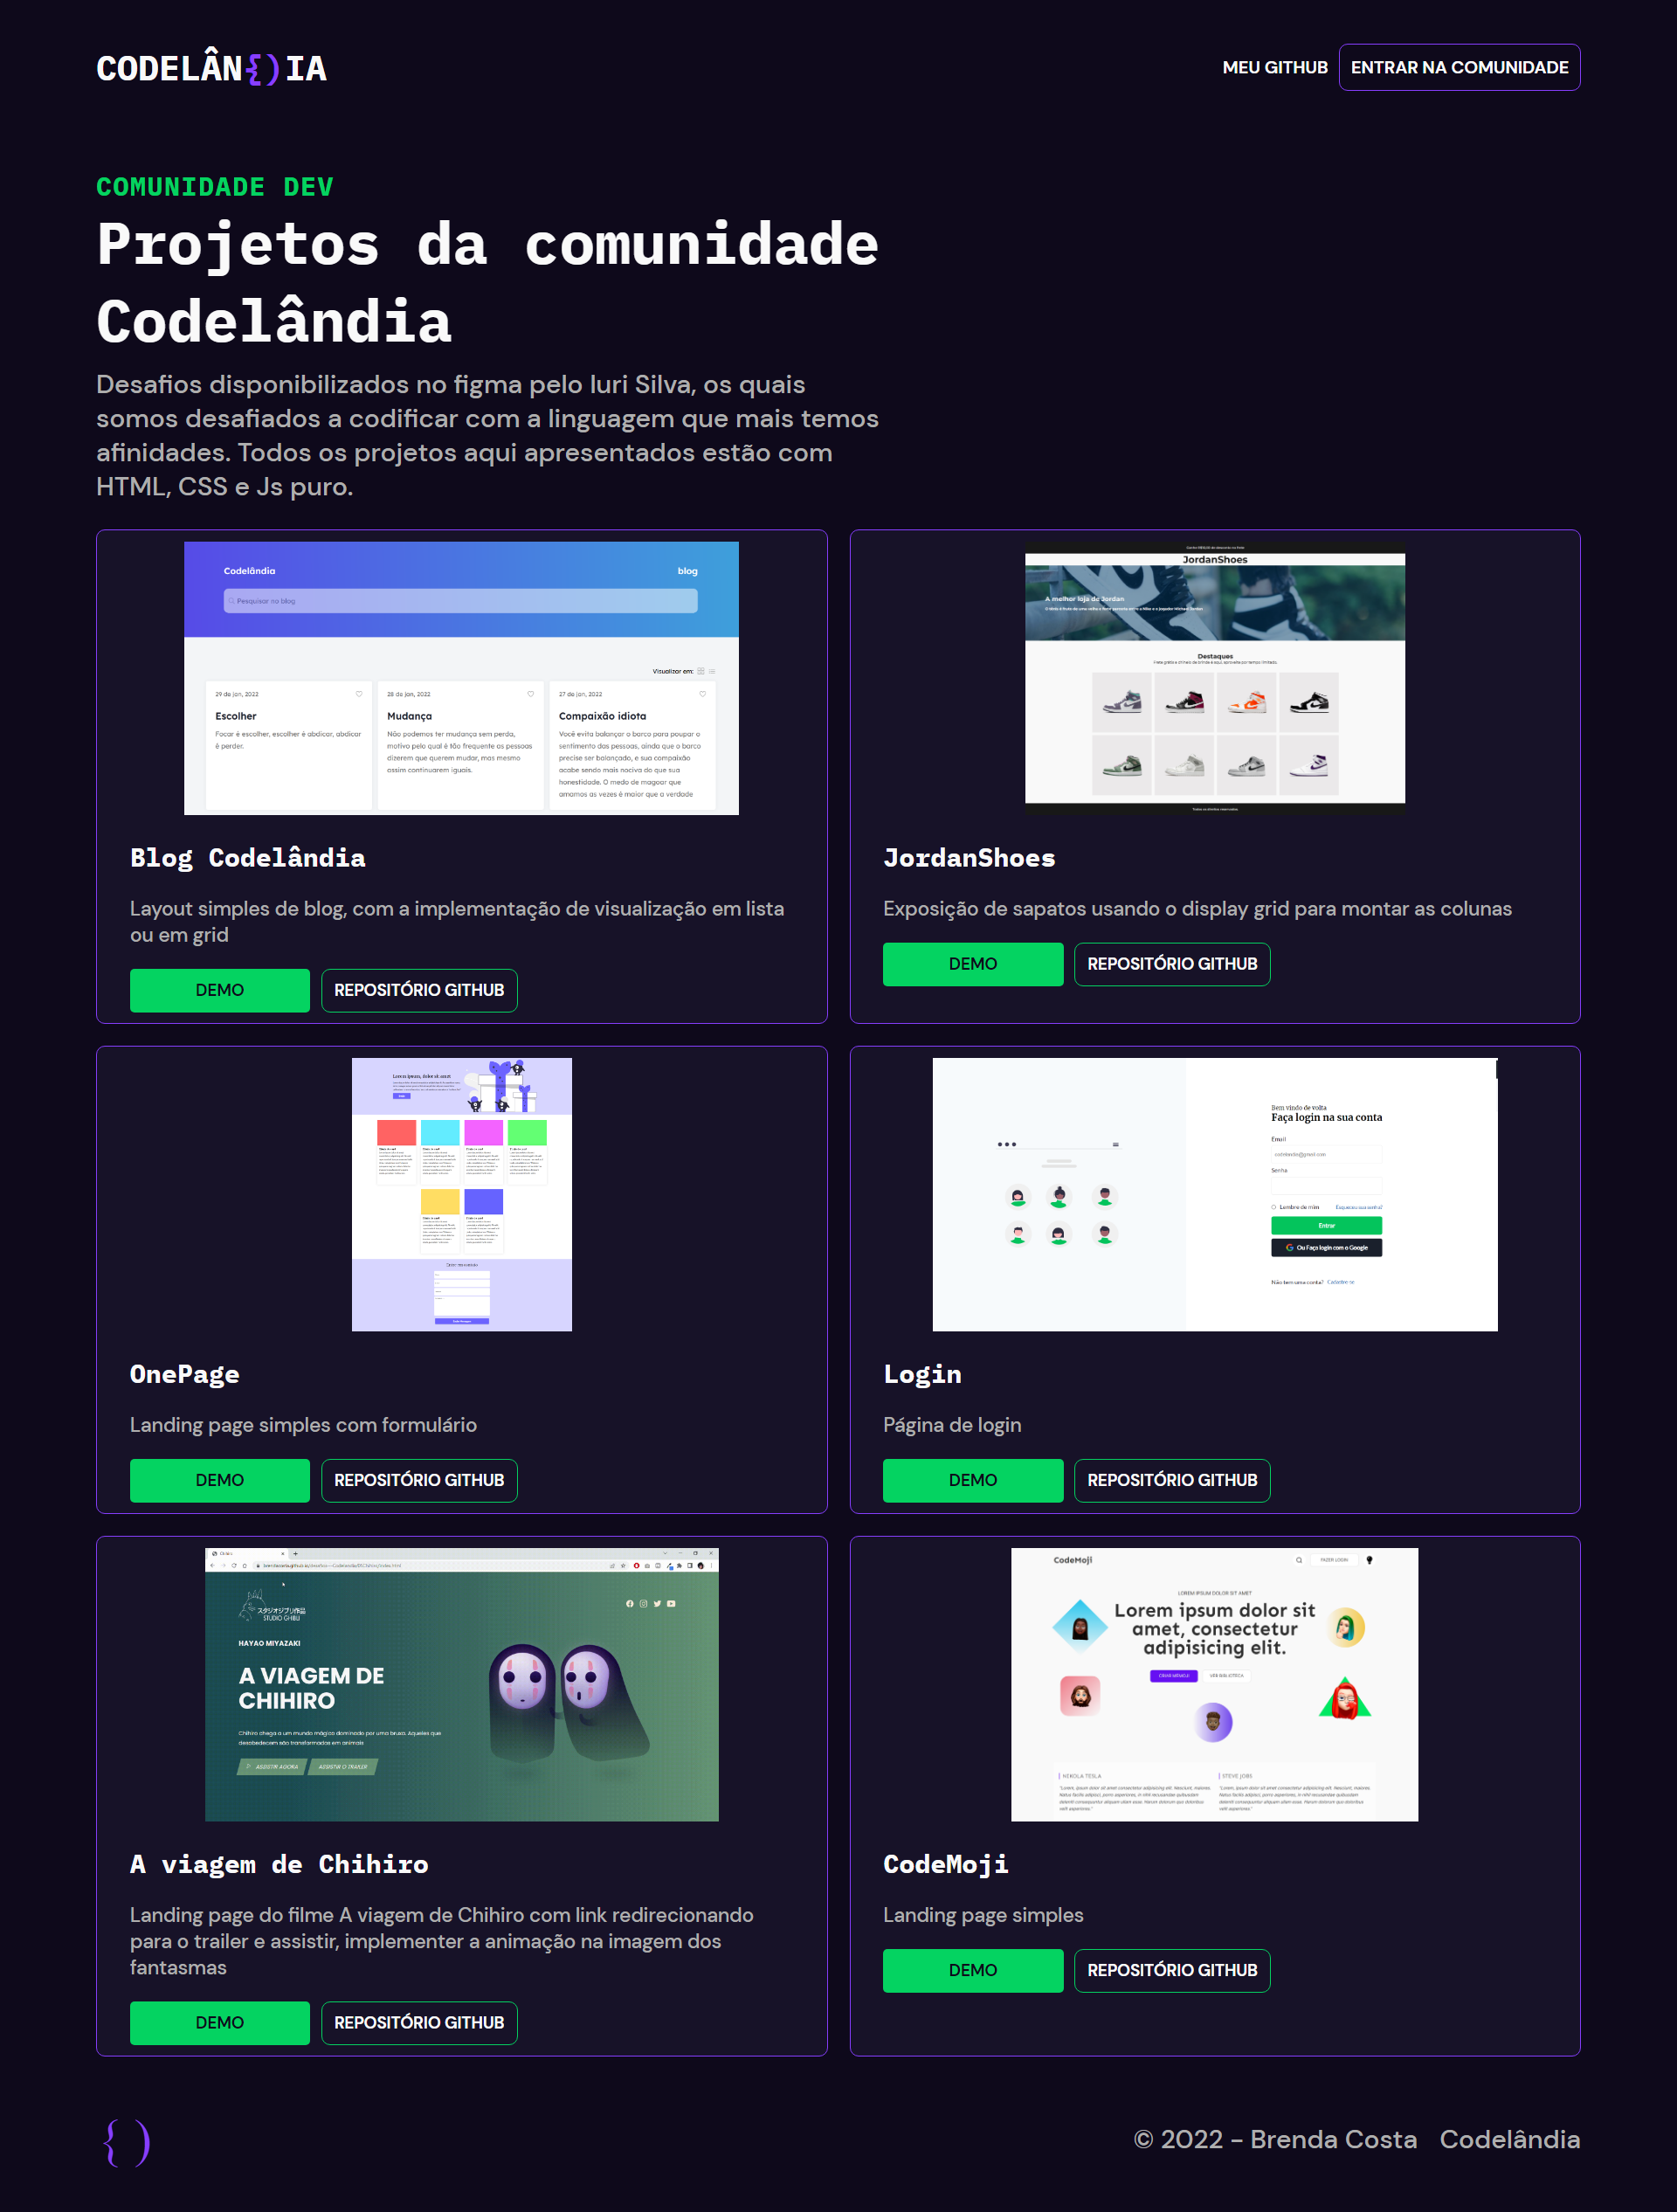 CODELÂN{)IA
MEU GITHUB
ENTRAR NA COMUNIDADE
COMUNIDADE DEV
Projetos da comunidade
Codelândia
Desafios disponibilizados no figma pelo Iuri Silva, os quais
somos desafiados a codificar com a linguagem que mais temos
afinidades. Todos os projetos aqui apresentados estão com
HTML, CSS e Js puro.
Codelândia
blog
Pesquisar no blog
Visualizar em:
29 de jan, 2022
Escolher
Focar é escolher, escolher é abdicar, abdicar
é perder.
28 de jan, 2022
Mudança
Não podemos ter mudança sem perda,
motivo pelo qual é tão frequente as pessoas
dizerem que querem mudar, mas mesmo
assim continuarem iguais.
27 de jan, 2022
Compaixão idiota
Você evita balançar o barco para poupar o
sentimento das pessoas, ainda que o barco
precise ser balançado, e sua compaixão
acabe sendo mais nociva do que sua
honestidade. O medo de magoar que
amamos as vezes é maior que a verdade
Blog Codelândia
Layout simples de blog, com a implementação de visualização em lista
ou em grid
DEMO
REPOSITÓRIO GITHUB
JordanShoes
A melhor loja de Jordan
Destaques
Todos os direitos reservados
JordanShoes
Exposição de sapatos usando o display grid para montar as colunas
DEMO
REPOSITÓRIO GITHUB
Lorem ipsum, dolor sit amet
OnePage
Landing page simples com formulário
DEMO
REPOSITÓRIO GITHUB
Bem vindo de volta
Faça login na sua conta
Email
codelandia@gmail.com
Senha
Lembre de mim
Esqueceu sua senha?
Entrar
Ou Faça login com o Google
Não tem uma conta? Cadastre-se
Login
Página de login
DEMO
REPOSITÓRIO GITHUB
Chihiro
スタジオジブリ作品
STUDIO GHIBLI
HAYAO MIYAZAKI
A VIAGEM DE
CHIHIRO
Chihiro chega a um mundo mágico dominado por uma bruxa. Aqueles que
desobedecem são transformados em animais
ASSISTIR AGORA
ASSISTIR O TRAILER
A viagem de Chihiro
Landing page do filme A viagem de Chihiro com link redirecionando
para o trailer e assistir, implementer a animação na imagem dos
fantasmas
DEMO
REPOSITÓRIO GITHUB
CodeMoji
FAZER LOGIN
LOREM IPSUM DOLOR SIT AMET
Lorem ipsum dolor sit
amet, consectetur
adipisicing elit.
CRIAR MEMOJI
VER BIBLIOTECA
NIKOLA TESLA
STEVE JOBS
CodeMoji
Landing page simples
DEMO
REPOSITÓRIO GITHUB
{ )
© 2022 - Brenda Costa
Codelândia